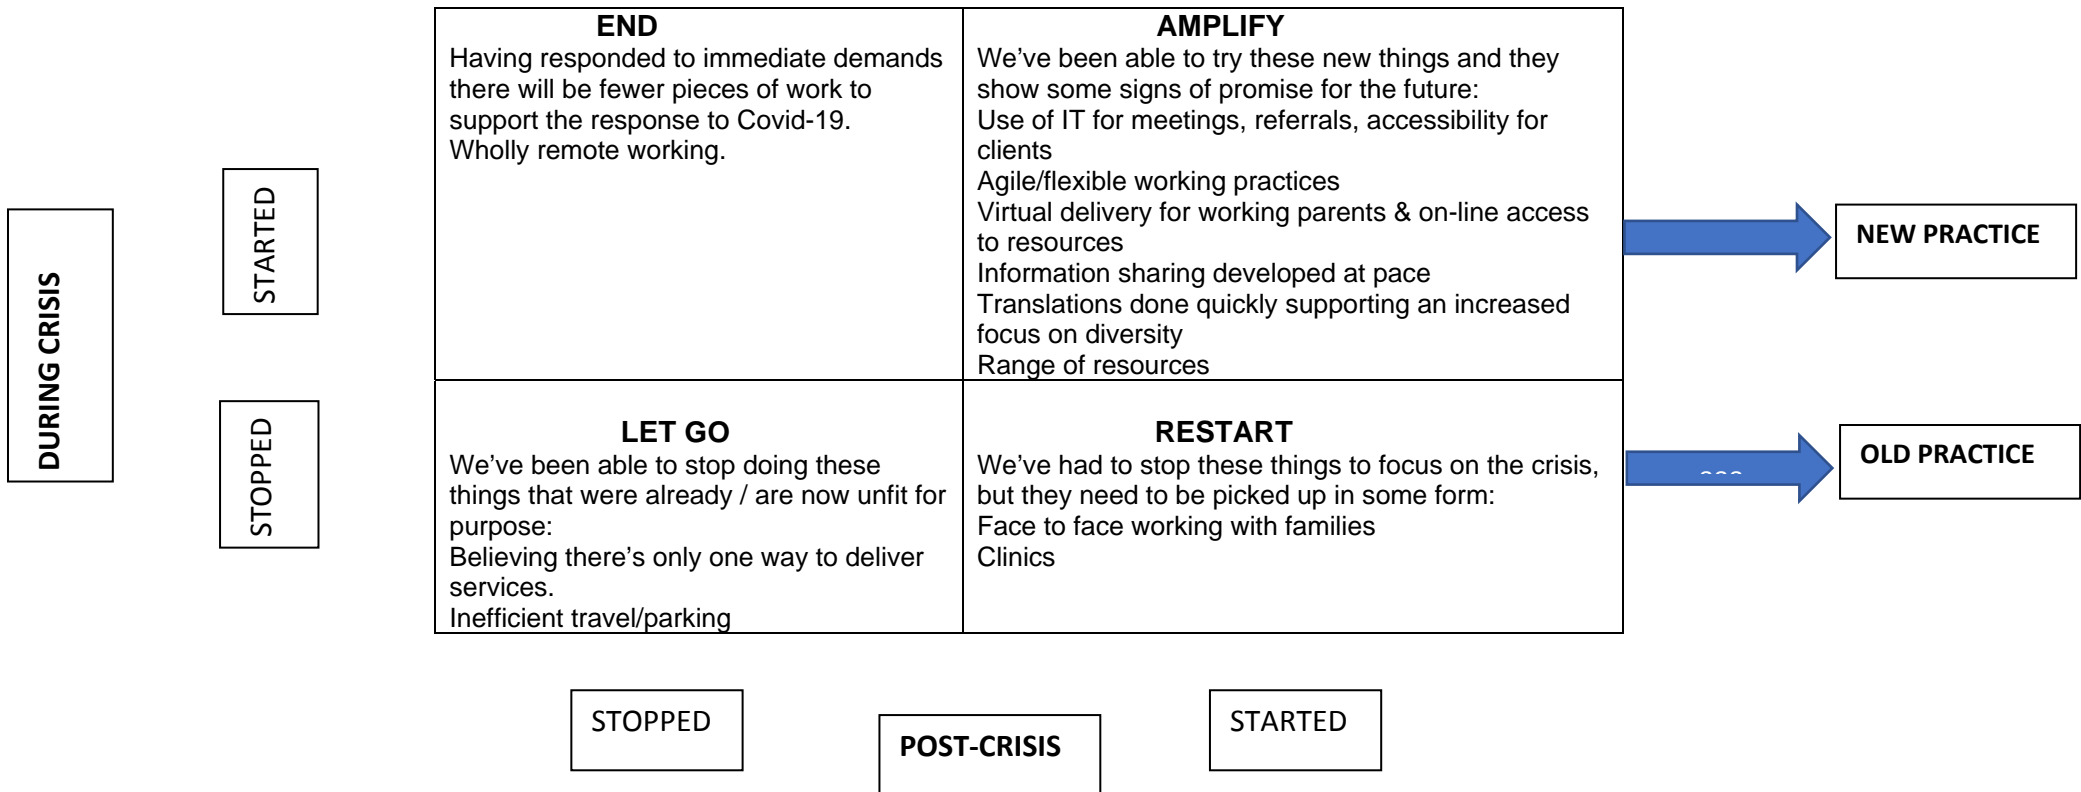 END
Having responded to immediate demands
there will be fewer pieces of work to
support the response to Covid-19.
Wholly remote working.
AMPLIFY
We’ve been able to try these new things and they
show some signs of promise for the future:
Use of IT for meetings, referrals, accessibility for
clients
Agile/flexible working practices
Virtual delivery for working parents & on-line access
to resources
Information sharing developed at pace
Translations done quickly supporting an increased
focus on diversity
Range of resources
DURING CRISIS
STARTED
STOPPED
NEW PRACTICE
LET GO
We’ve been able to stop doing these
things that were already / are now unfit for
purpose:
Believing there’s only one way to deliver
services.
Inefficient travel/parking
RESTART
We’ve had to stop these things to focus on the crisis,
but they need to be picked up in some form:
Face to face working with families
Clinics
OLD PRACTICE
STOPPED
POST-CRISIS
STARTED